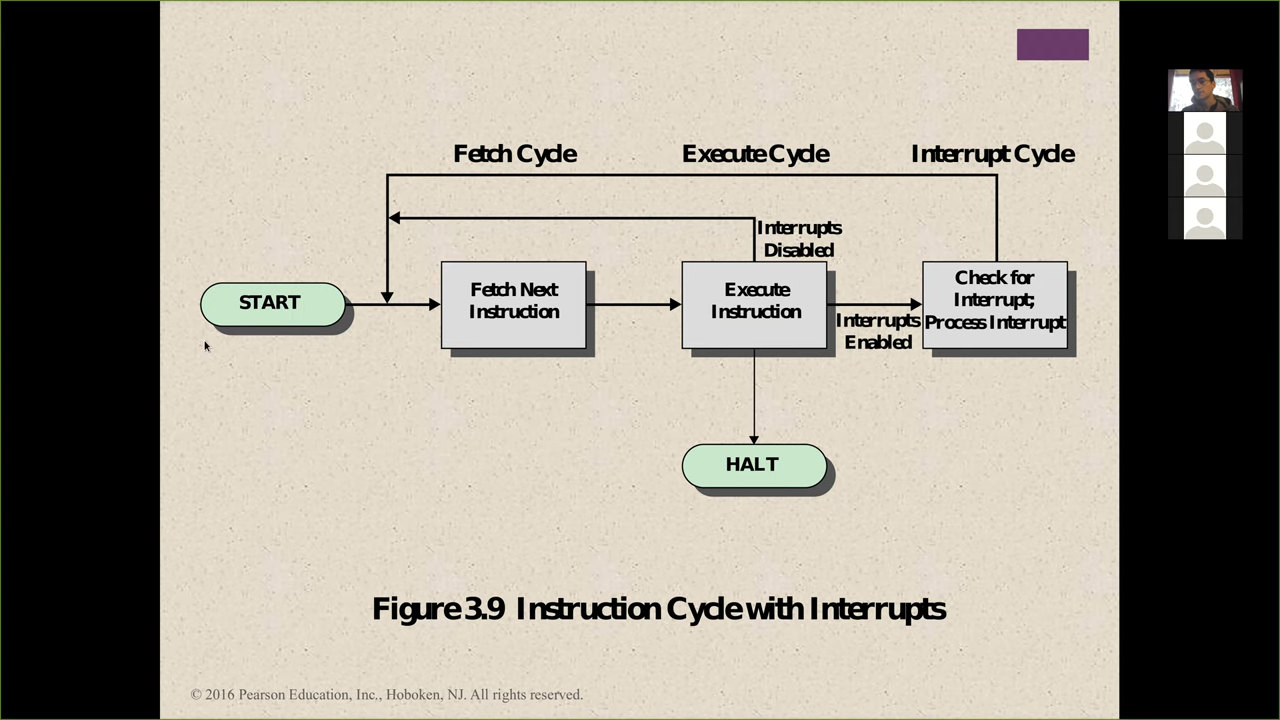 Fetch Cycle
Execute Cycle
Interrupt Cycle
Interrupts
Disabled
START
Fetch Next
Instruction
Execute
Instruction
Interrupts
Enabled
Check for
Interrupt;
Process Interrupt
HALT
Figure 3.9 Instruction Cycle with Interrupts
© 2016 Pearson Education, Inc., Hoboken, NJ. All rights reserved.